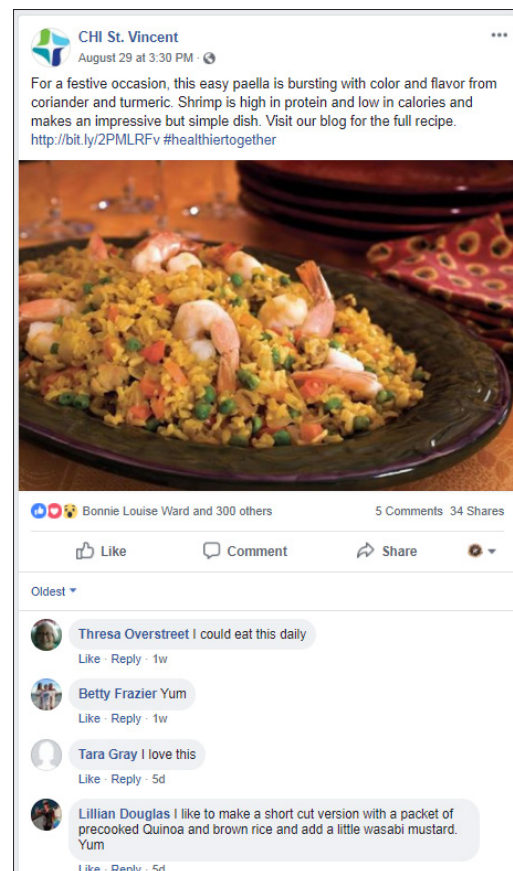 CHI St. Vincent
August 29 at 3:30 PM ·
For a festive occasion, this easy paella is bursting with color and flavor from
coriander and turmeric. Shrimp is high in protein and low in calories and
makes an impressive but simple dish. Visit our blog for the full recipe.
http://bit.ly/2PMLRFv #healthiertogether
Bonnie Louise Ward and 300 others 5 Comments 34 Shares
Like Comment Share
Oldest
Thresa Overstreet I could eat this daily
Like · Reply · 1w
Betty Frazier Yum
Like · Reply · 1w
Tara Gray I love this
Like · Reply · 5d
Lillian Douglas I like to make a short cut version with a packet of
precooked Quinoa and brown rice and add a little wasabi mustard.
Yum
Like · Reply · 5d